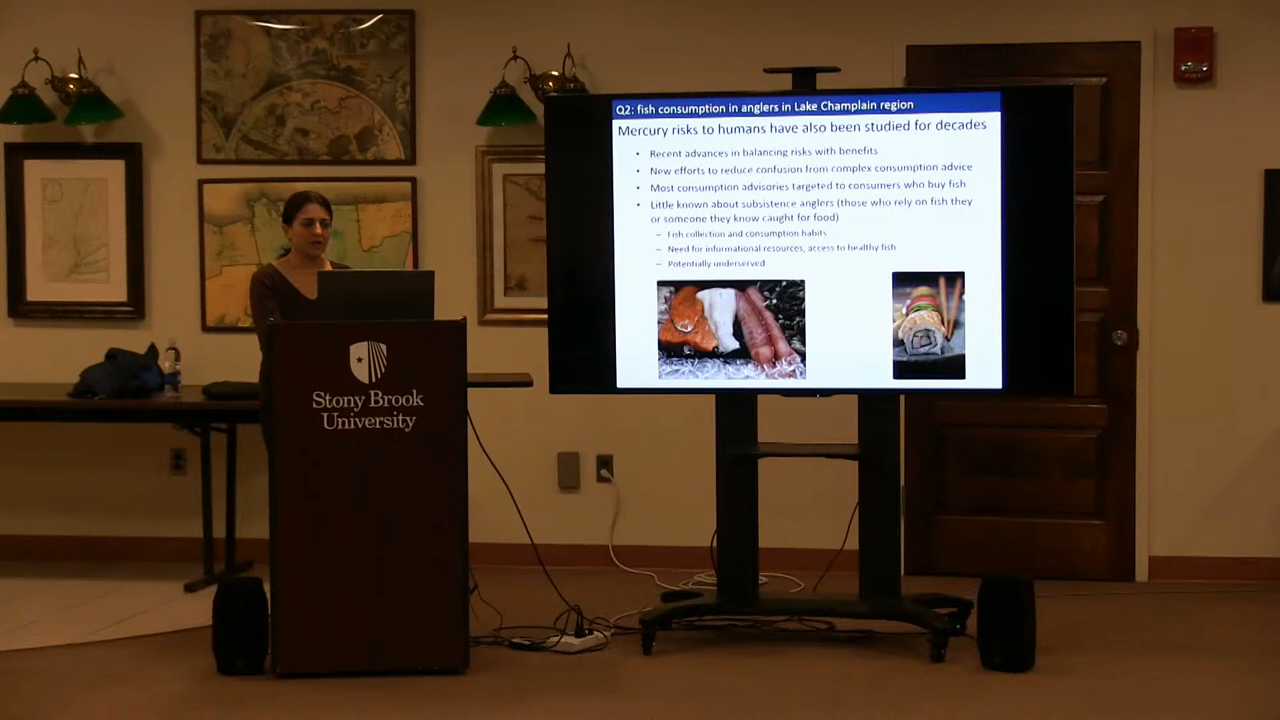 Q2: fish consumption in anglers in Lake Champlain region
Mercury risks to humans have also been studied for decades
• Recent advances in balancing risks with benefits
• New efforts to reduce confusion from complex consumption advice
• Most consumption advisories targeted to consumers who buy fish
• Little known about subsistence anglers (those who rely on fish they
or someone they know caught for food)
– Fish collection and consumption habits
– Need for informational resources, access to healthy fish
– Potentially underserved
Stony Brook
University